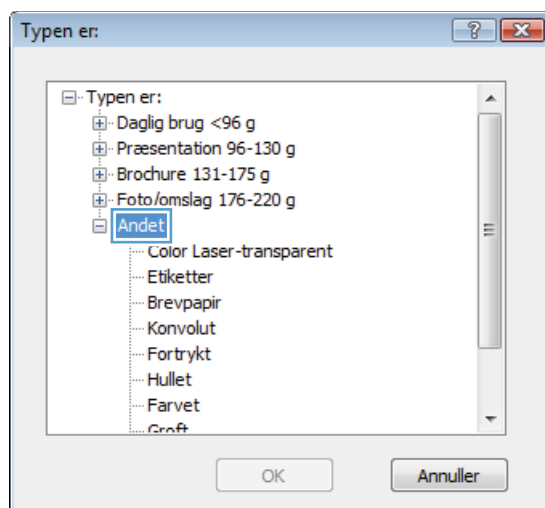 Typen er:
?
Typen er:
Daglig brug <96 g
Præsentation 96-130 g
Brochure 131-175 g
Foto/omslag 176-220 g
Andet
Color Laser-transparent
Etiketter
Brevpapir
Konvolut
Fortrykt
Hullet
Farvet
Groft
OK
Annuller